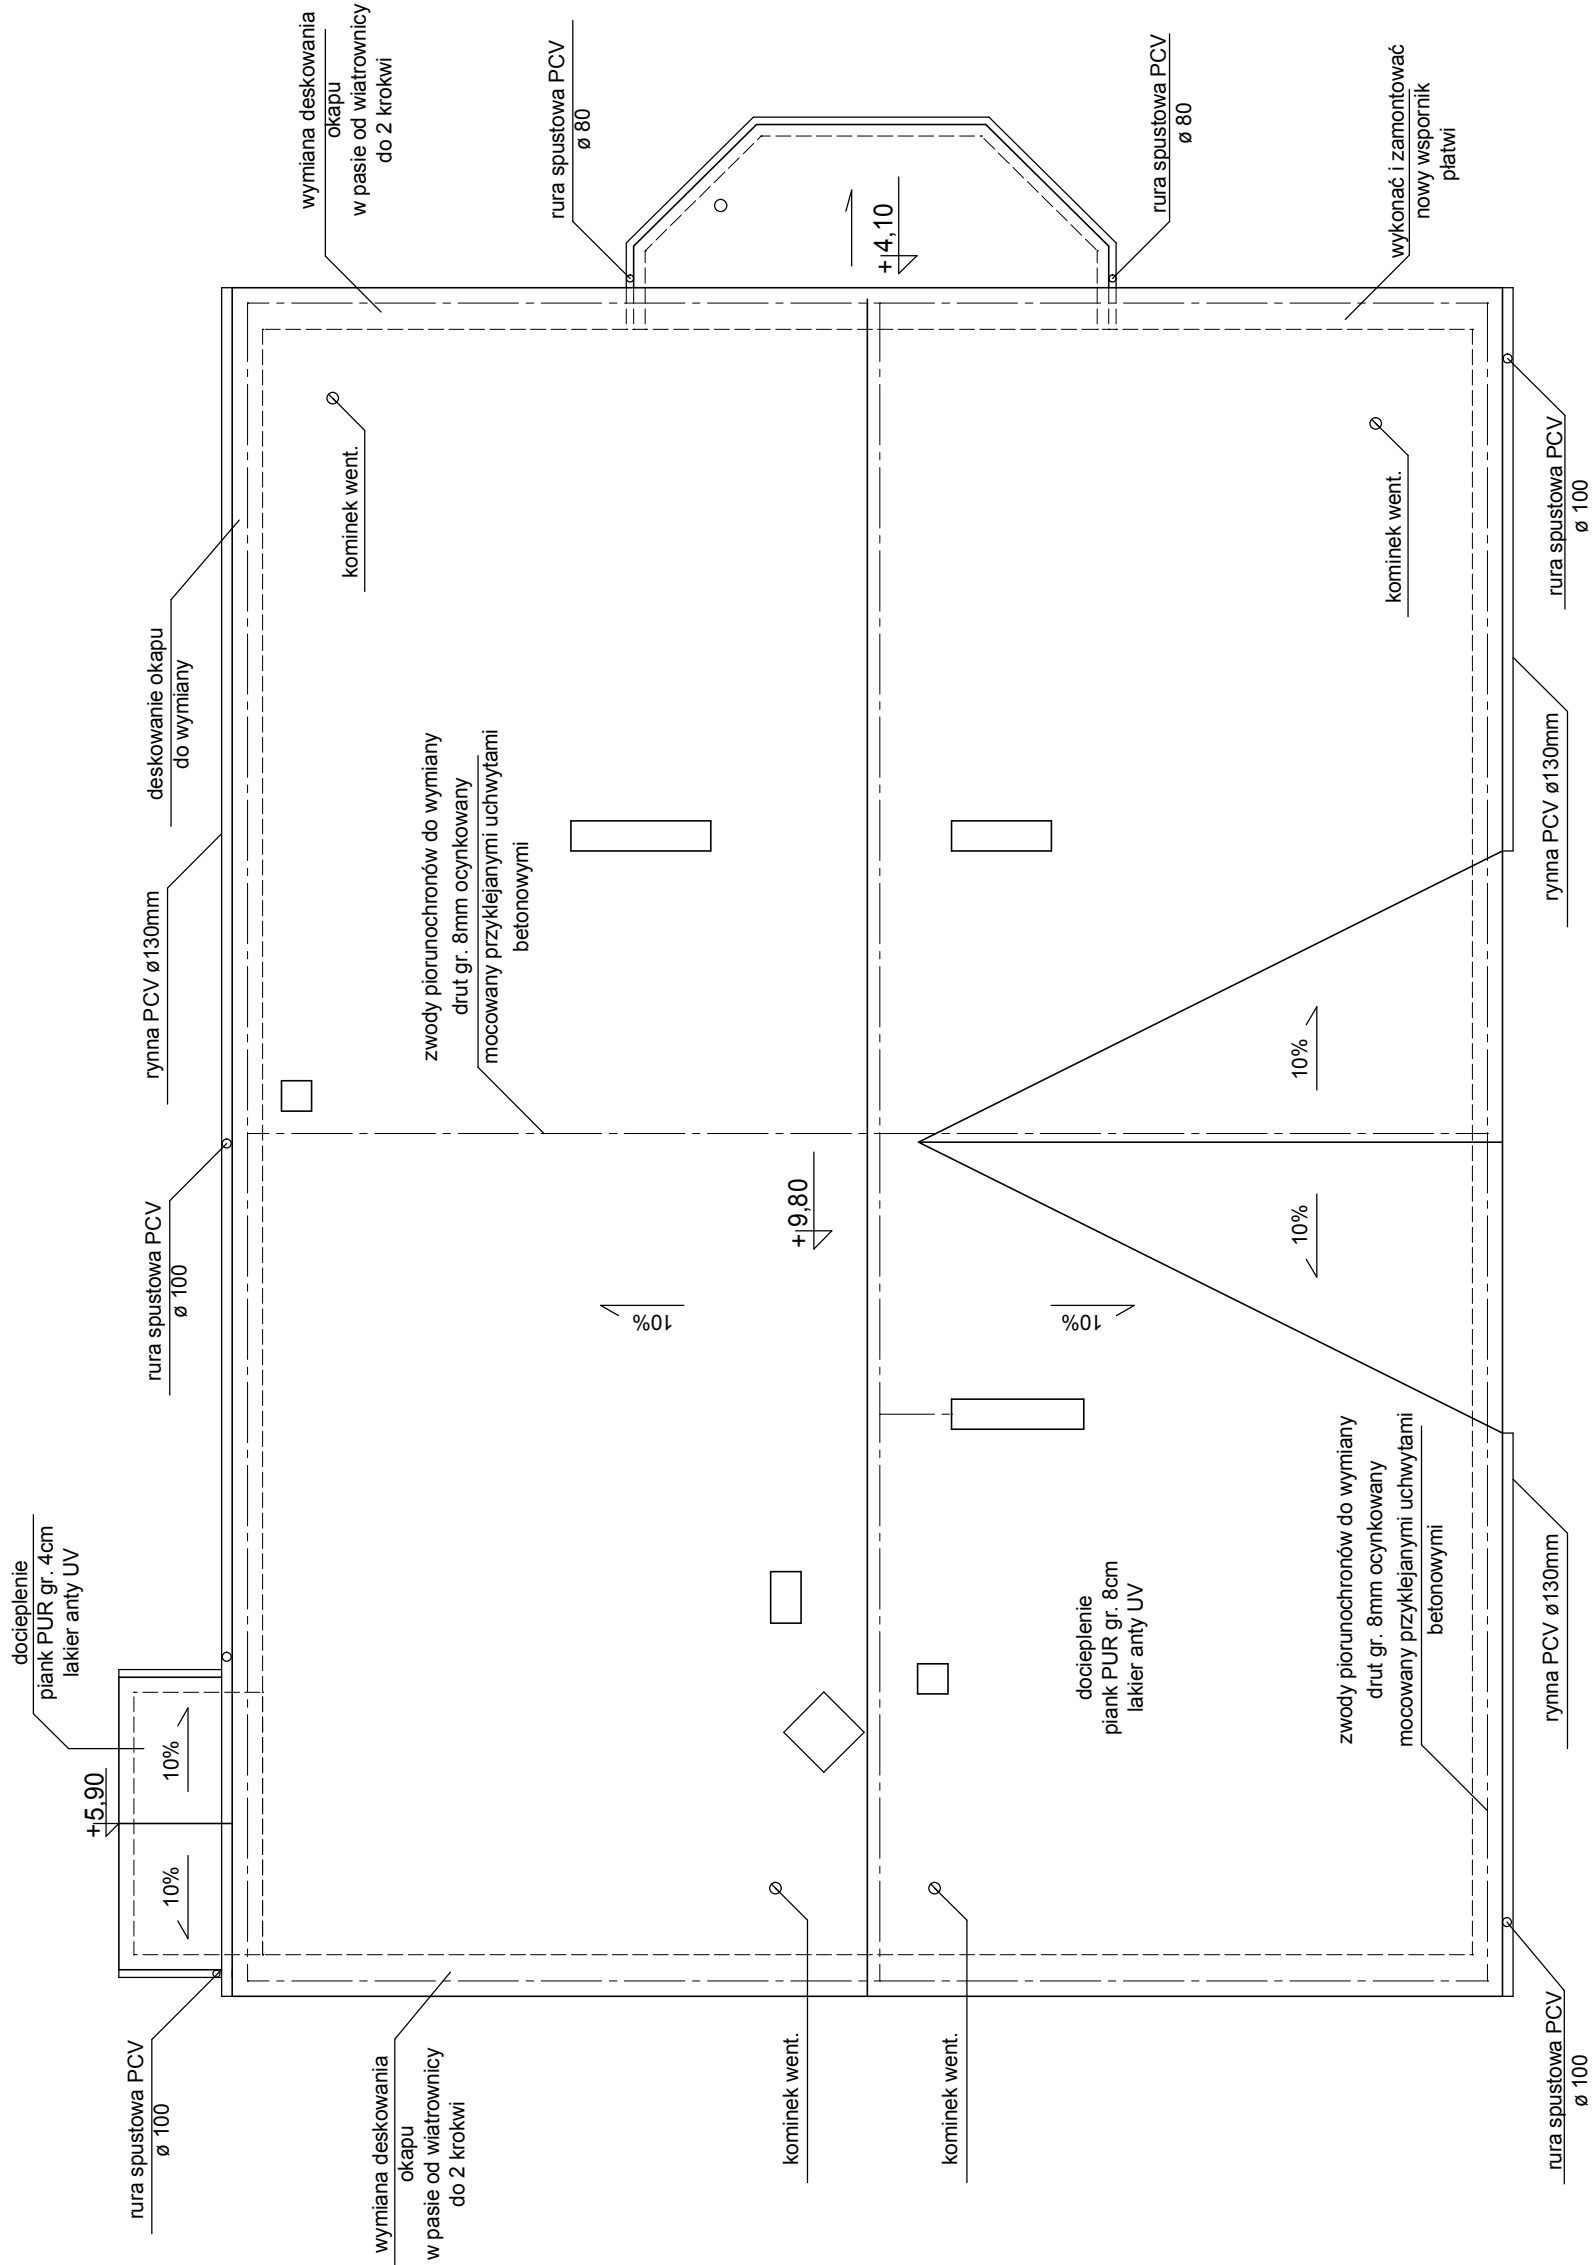 docieplenie
piank PUR gr. 4cm
lakier anty UV
+5,90
rura spustowa PCV
ø 100
rura spustowa PCV
ø 100
rynna PCV ø130mm
deskowanie okapu
do wymiany
10%
10%
wymiana deskowania
okapu
w pasie od wiatrownicy
do 2 krokwi
wymiana deskowania
okapu
w pasie od wiatrownicy
do 2 krokwi
kominek went.
zwody piorunochronów do wymiany
drut gr. 8mm ocynkowany
mocowany przyklejanymi uchwytami
betonowymi
rura spustowa PCV
ø 80
10%
kominek went.
+9,80
+4,10
kominek went.
10%
docieplenie
piank PUR gr. 8cm
lakier anty UV
rura spustowa PCV
ø 80
10%
10%
zwody piorunochronów do wymiany
drut gr. 8mm ocynkowany
mocowany przyklejanymi uchwytami
betonowymi
kominek went.
wykonać i zamontować
nowy wspornik
płatwi
rura spustowa PCV
ø 100
rynna PCV ø130mm
rynna PCV ø130mm
rura spustowa PCV
ø 100